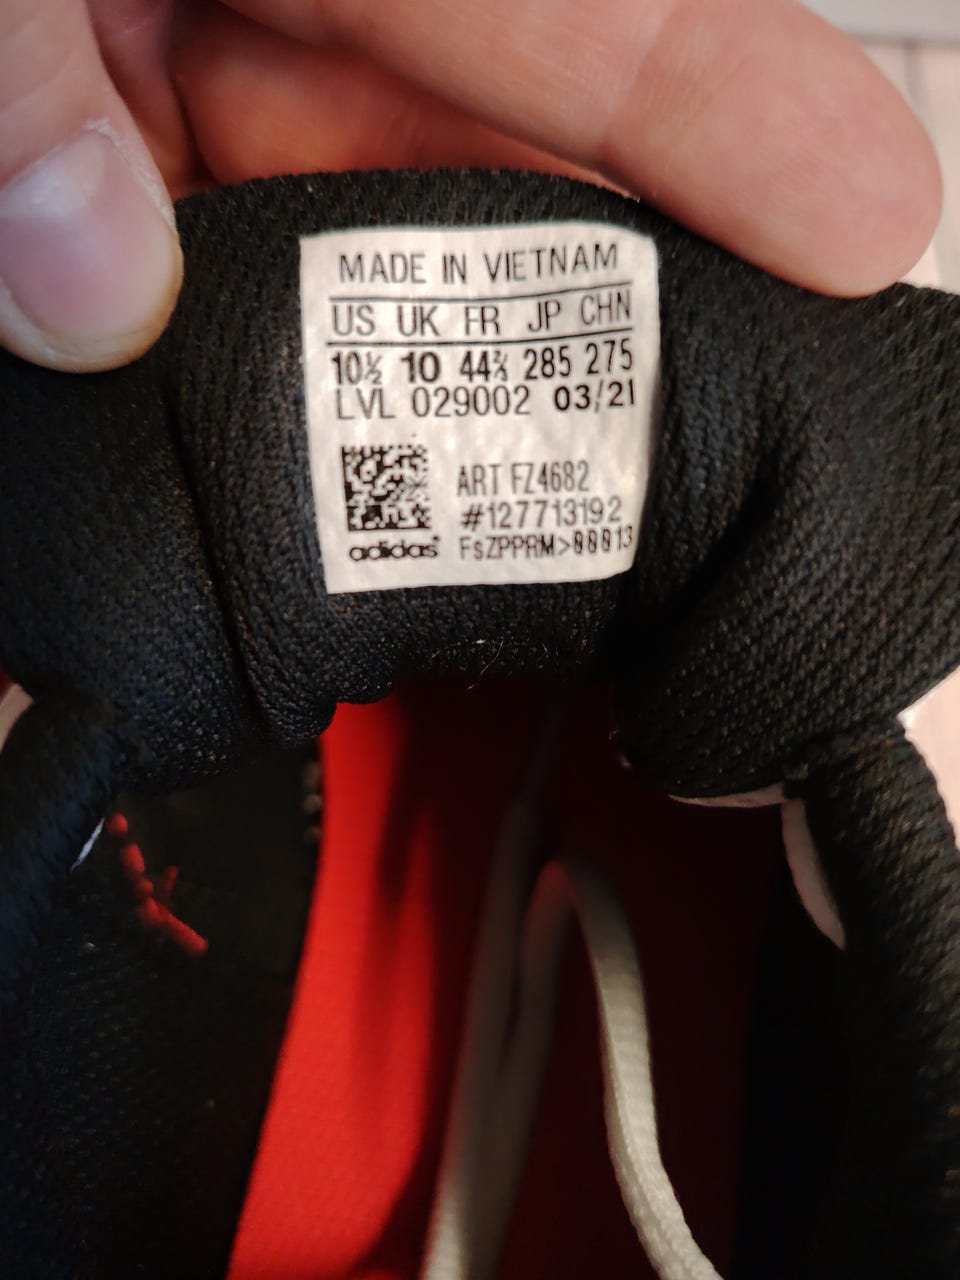 MADE IN VIETNAM
US UK FR JP CHN
10½ 10 44⅔ 285 275
LVL 029002 03/21
ART FZ4682
#127713192
adidas® FsZPPRM>00013